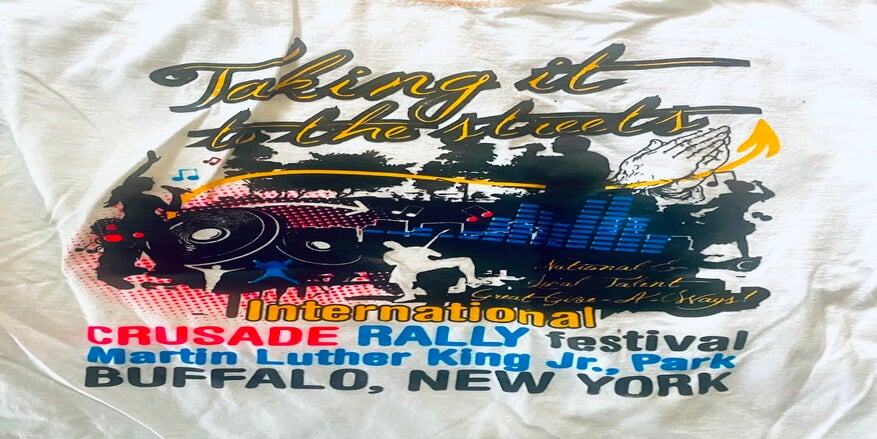 Taking it
to the streets
National &
Local Talent
Great Give-A-Ways!
International
CRUSADE RALLY festival
Martin Luther King Jr., Park
BUFFALO, NEW YORK